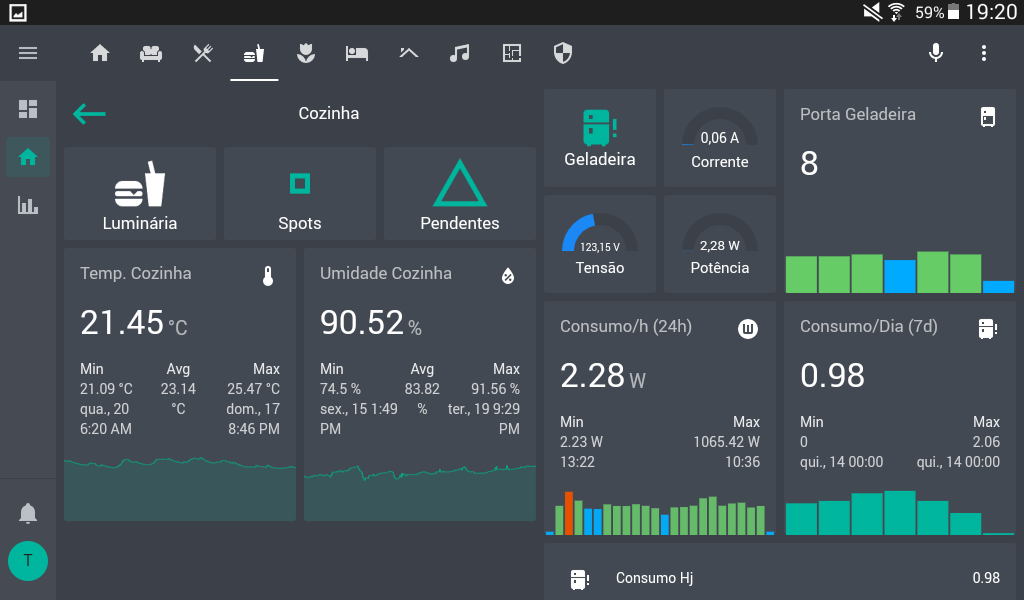 59% 19:20
Cozinha
Luminária
Spots
Pendentes
Temp. Cozinha
21.45 °C
Min Avg Max
21.09 °C 23.14 25.47 °C
qua., 20 °C dom., 17
6:20 AM 8:46 PM
Umidade Cozinha
90.52 %
Min Avg Max
74.5 % 83.82 91.56 %
sex., 15 1:49 % ter., 19 9:29
PM PM
Geladeira
0,06 A
Corrente
123,15 V
Tensão
2,28 W
Potência
Porta Geladeira
8
Consumo/h (24h)
W
2.28 W
Min Max
2.23 W 1065.42 W
13:22 10:36
Consumo/Dia (7d)
0.98
Min Max
0 2.06
qui., 14 00:00 qui., 14 00:00
Consumo Hj 0.98
T